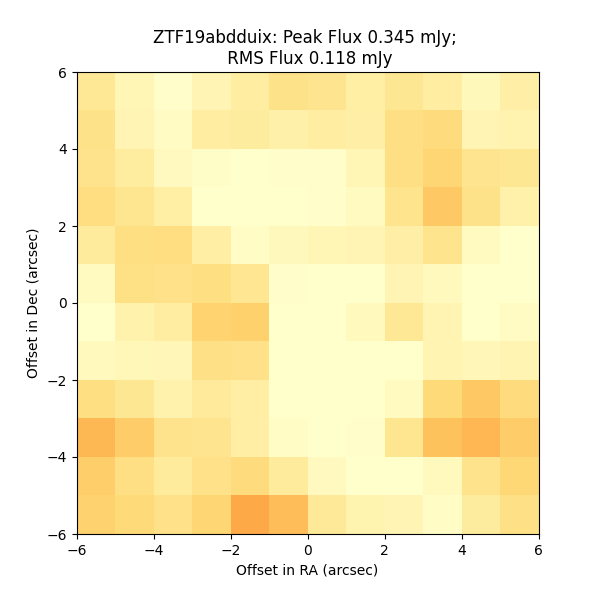 ZTF19abdduix: Peak Flux 0.345 mJy;
RMS Flux 0.118 mJy
6
4
2
0
−2
−4
−6
Offset in Dec (arcsec)
−6 −4 −2 0 2 4 6
Offset in RA (arcsec)